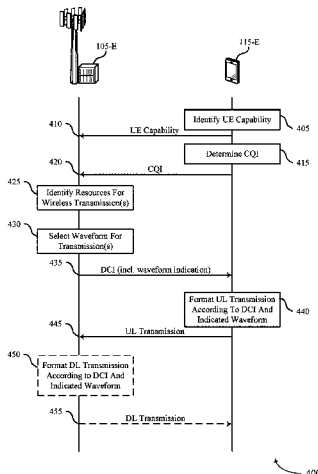 105-E
115-E
Identify UE Capability
405
410
UE Capability
Determine CQI
415
420
CQI
425
Identify Resources For
Wireless Transmission(s)
430
Select Waveform For
Transmission(s)
435
DCI (incl. waveform indication)
Format UL Transmission
According To DCI And
Indicated Waveform
440
445
UL Transmission
450
Format DL Transmission
According to DCI And
Indicated Waveform
455
DL Transmission
400